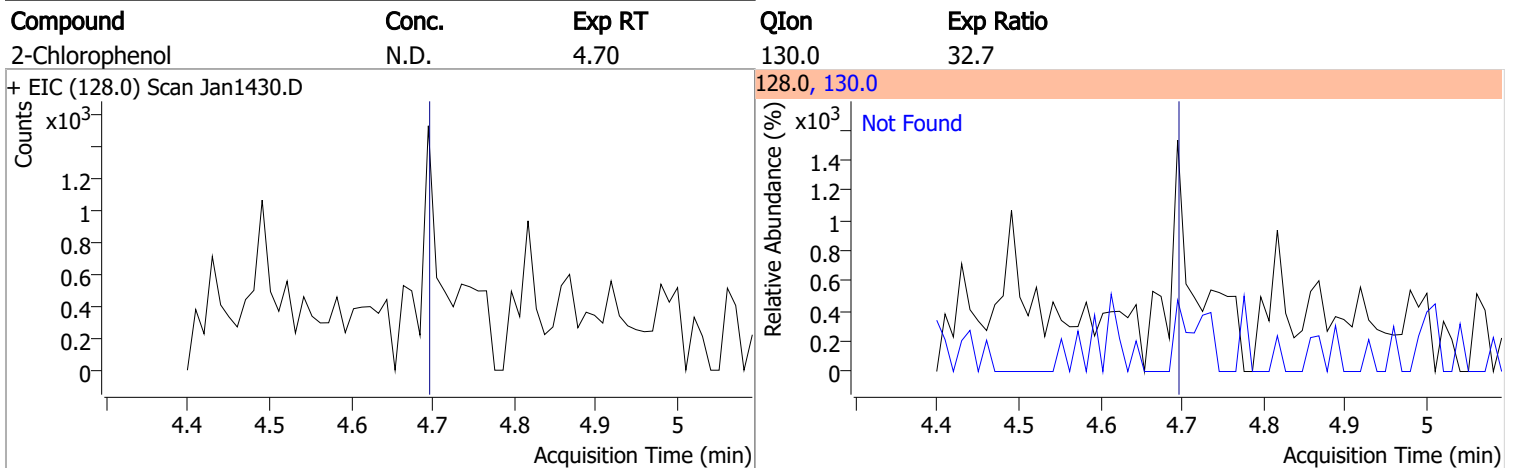 Compound Conc. Exp RT QIon Exp Ratio
2-Chlorophenol N.D. 4.70 130.0 32.7
+ EIC (128.0) Scan Jan1430.D
Counts
x10³
1.2
1
0.8
0.6
0.4
0.2
0
4.4 4.5 4.6 4.7 4.8 4.9 5
Acquisition Time (min)
128.0, 130.0
Relative Abundance (%)
x10³
Not Found
1.4
1.2
1
0.8
0.6
0.4
0.2
0
4.4 4.5 4.6 4.7 4.8 4.9 5
Acquisition Time (min)